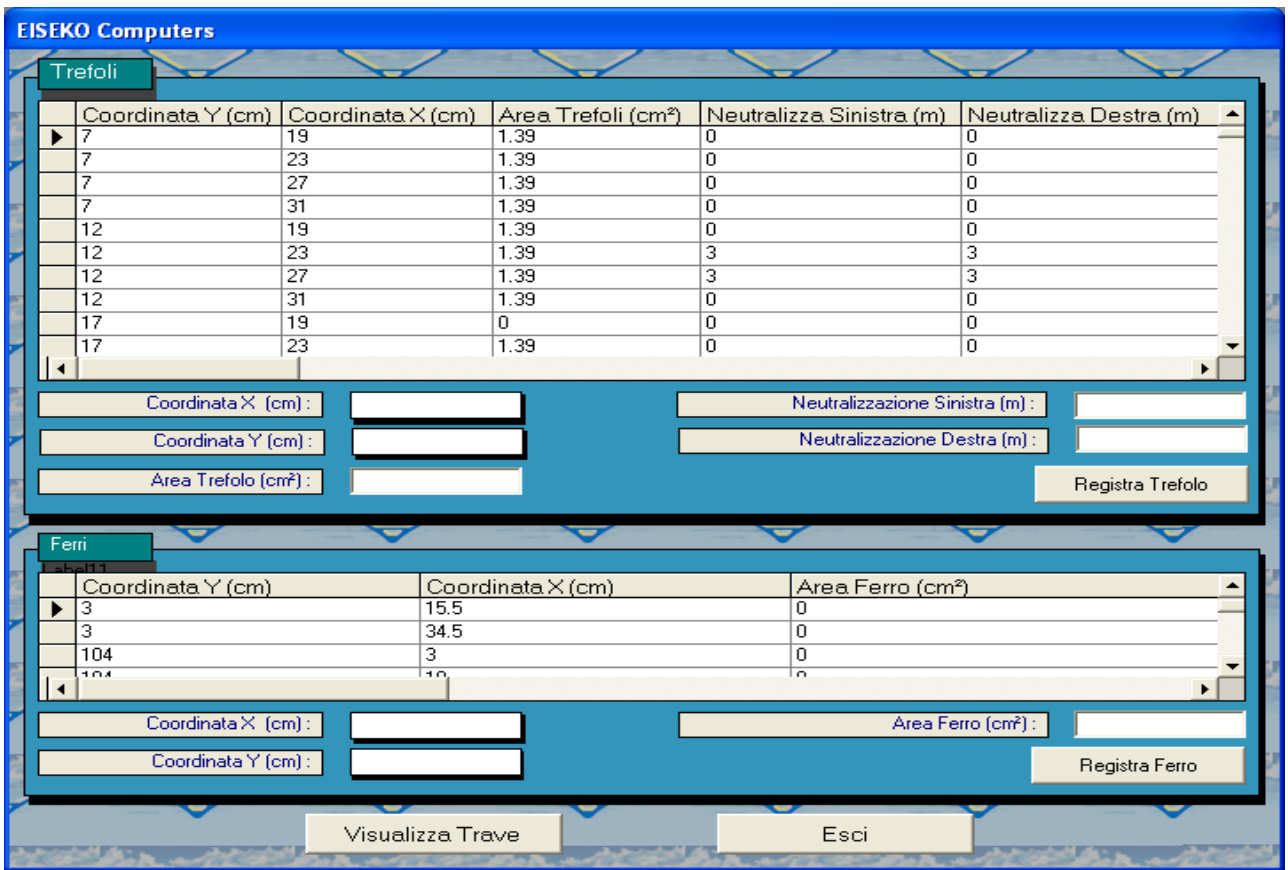 EISEKO Computers
Trefoli
Coordinata Y (cm) Coordinata X (cm) Area Trefoli (cm²) Neutralizza Sinistra (m) Neutralizza Destra (m)
7 19 1.39 0 0
7 23 1.39 0 0
7 27 1.39 0 0
7 31 1.39 0 0
12 19 1.39 0 0
12 23 1.39 3 3
12 27 1.39 3 3
12 31 1.39 0 0
17 19 0 0 0
17 23 1.39 0 0
Coordinata X (cm) : Neutralizzazione Sinistra (m) :
Coordinata Y (cm) : Neutralizzazione Destra (m) :
Area Trefolo (cm²) : Registra Trefolo
Ferri
Label11
Coordinata Y (cm) Coordinata X (cm) Area Ferro (cm²)
3 15.5 0
3 34.5 0
104 3 0
Coordinata X (cm) : Area Ferro (cm²) :
Coordinata Y (cm) : Registra Ferro
Visualizza Trave Esci